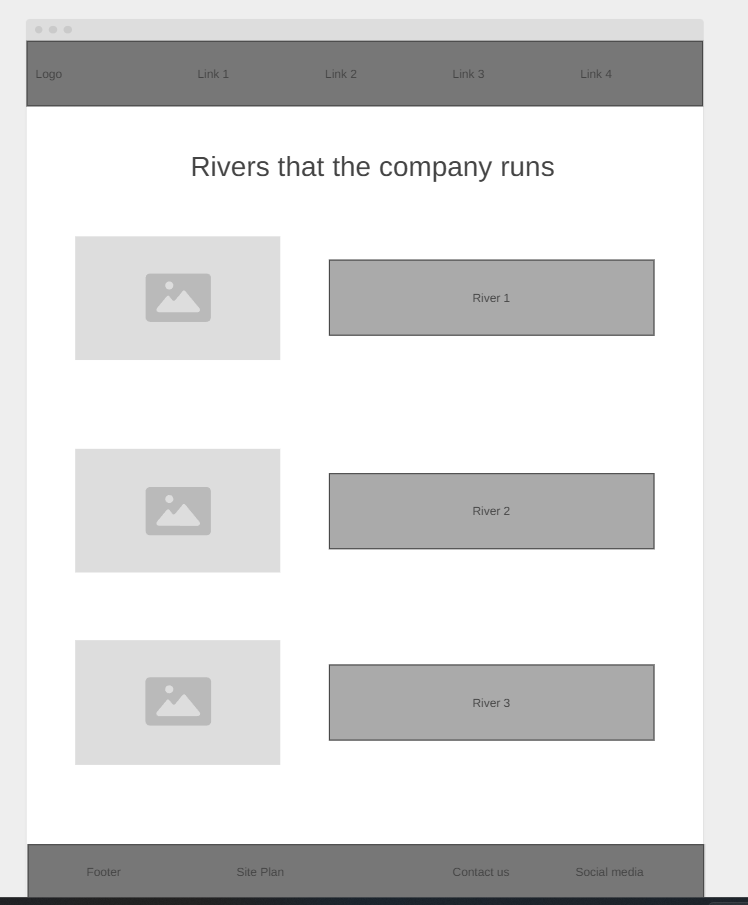 Logo Link 1 Link 2 Link 3 Link 4
Rivers that the company runs
River 1
River 2
River 3
Footer Site Plan Contact us Social media